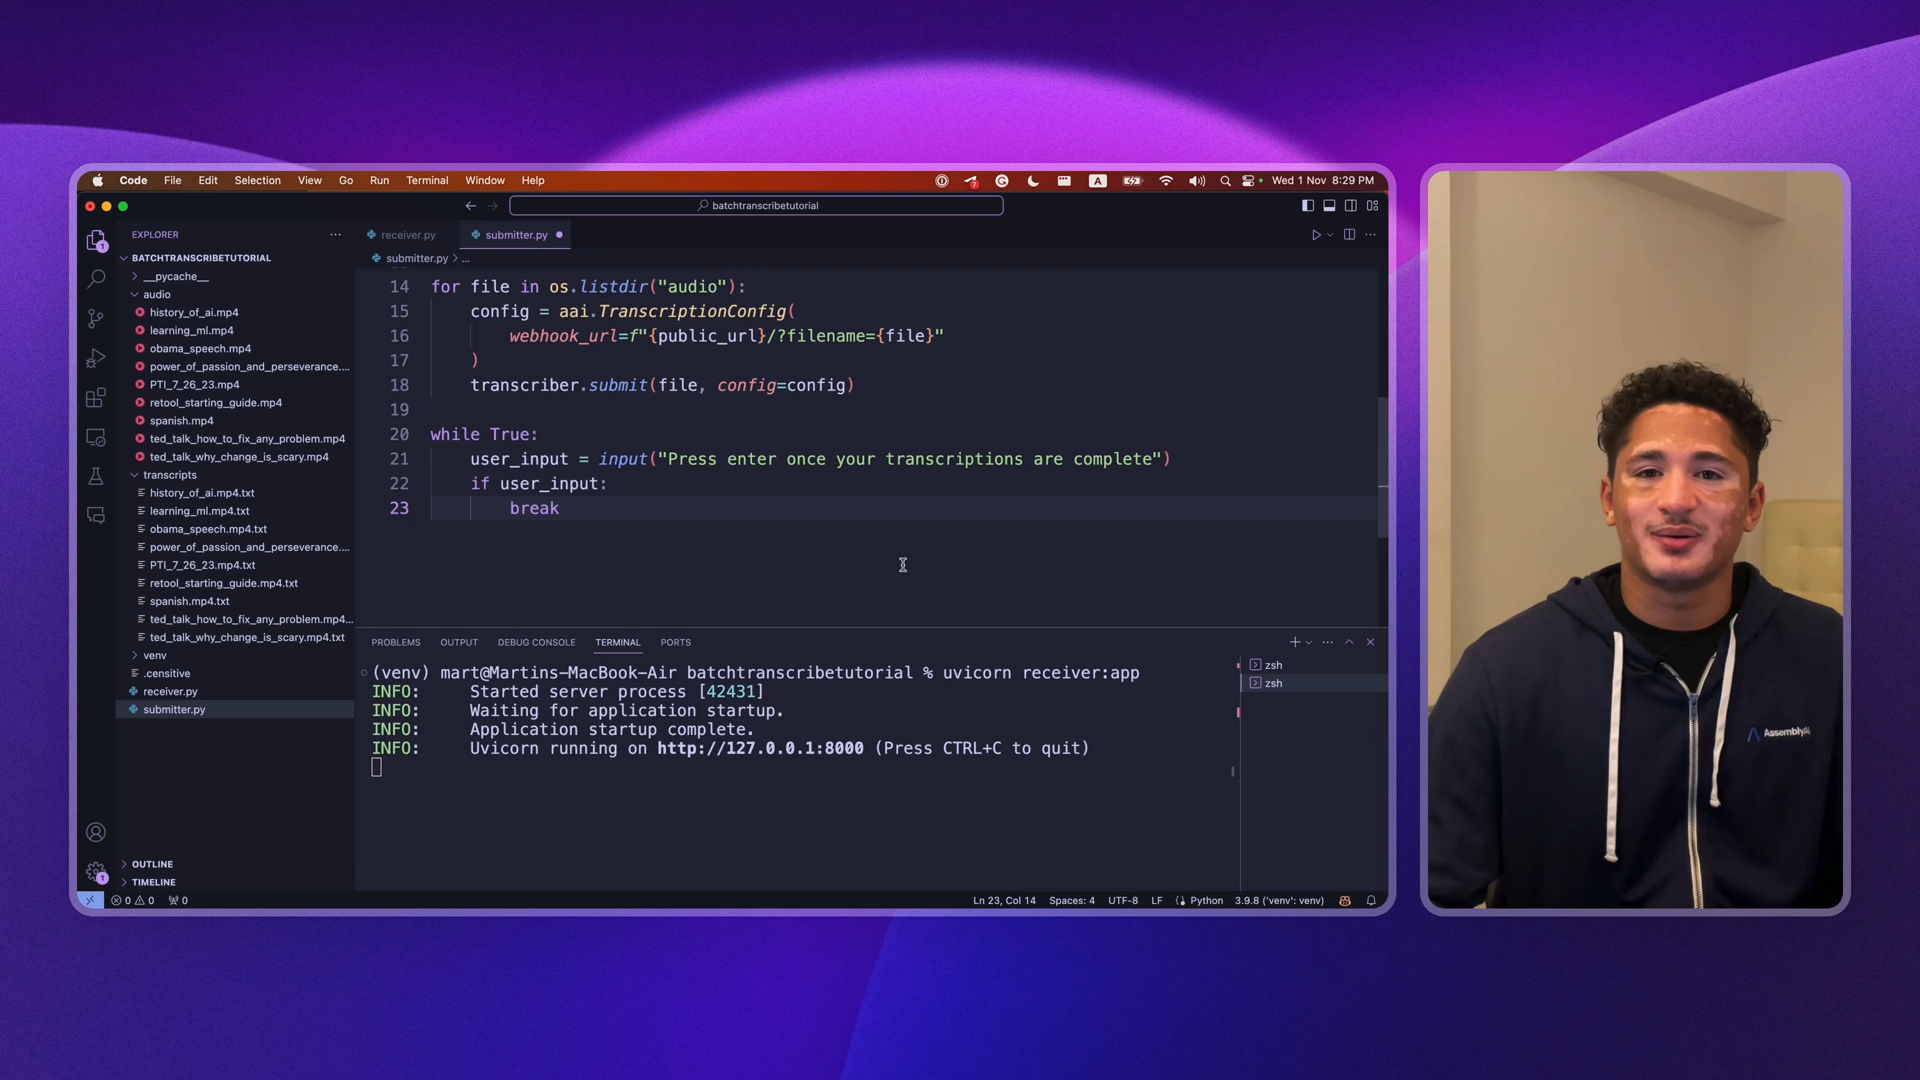 Code File Edit Selection View Go Run Terminal Window Help
7 A Wed 1 Nov 8:29 PM
batchtranscribetutorial
EXPLORER
receiver.py
submitter.py
submitter.py > ...
1
BATCHTRANSCRIBETUTORIAL
__pycache__
audio
history_of_ai.mp4
learning_ml.mp4
obama_speech.mp4
power_of_passion_and_perseverance....
PTI_7_26_23.mp4
retool_starting_guide.mp4
spanish.mp4
ted_talk_how_to_fix_any_problem.mp4
ted_talk_why_change_is_scary.mp4
transcripts
history_of_ai.mp4.txt
learning_ml.mp4.txt
obama_speech.mp4.txt
power_of_passion_and_perseverance....
PTI_7_26_23.mp4.txt
retool_starting_guide.mp4.txt
spanish.mp4.txt
ted_talk_how_to_fix_any_problem.mp4...
ted_talk_why_change_is_scary.mp4.txt
venv
.censitive
receiver.py
submitter.py
OUTLINE
TIMELINE
1
14 for file in os.listdir("audio"):
15 config = aai.TranscriptionConfig(
16 webhook_url=f"{public_url}/?filename={file}"
17 )
18 transcriber.submit(file, config=config)
19
20 while True:
21 user_input = input("Press enter once your transcriptions are complete")
22 if user_input:
23 break
PROBLEMS OUTPUT DEBUG CONSOLE TERMINAL PORTS
(venv) mart@Martins-MacBook-Air batchtranscribetutorial % uvicorn receiver:app
INFO: Started server process [42431]
INFO: Waiting for application startup.
INFO: Application startup complete.
INFO: Uvicorn running on http://127.0.0.1:8000 (Press CTRL+C to quit)
zsh
zsh
0 0 0 Ln 23, Col 14 Spaces: 4 UTF-8 LF Python 3.9.8 ('venv': venv)
AssemblyAI